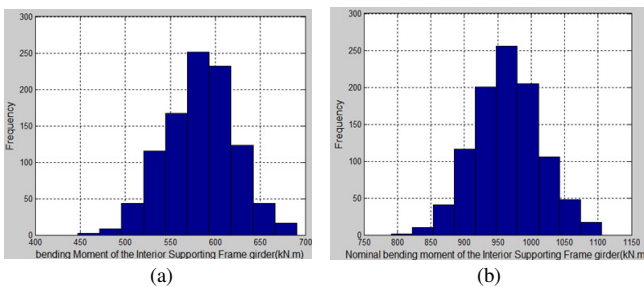 300
250
200
150
100
50
0
Frequency
400 450 500 550 600 650 700
bending Moment of the Interior Supporting Frame girder(kN.m)
(a)
300
250
200
150
100
50
0
Frequency
750 800 850 900 950 1000 1050 1100 1150
Nominal bending moment of the Interior Supporting Frame girder(kN.m)
(b)